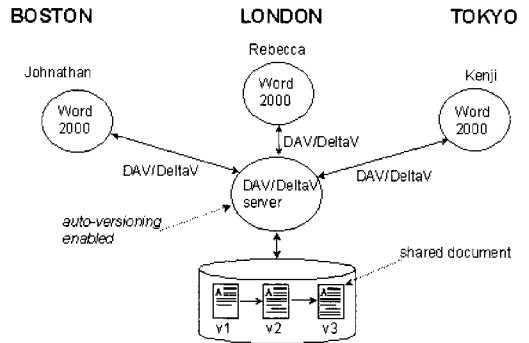 BOSTON
LONDON
TOKYO
Johnathan
Rebecca
Kenji
Word
2000
Word
2000
Word
2000
DAV/DeltaV
DAV/DeltaV
DAV/DeltaV
DAV/DeltaV
server
auto-versioning
enabled
shared document
A
A
A
v1
v2
v3